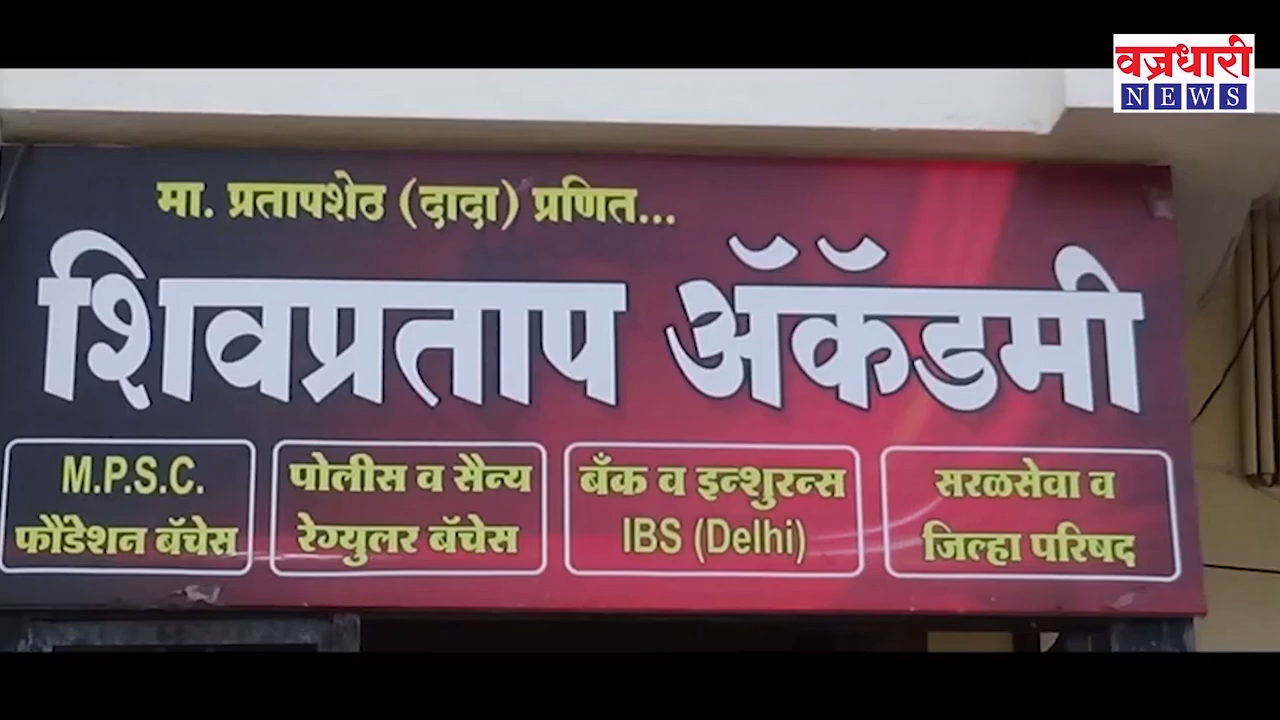 वज्रधारी
NEWS
मा. प्रतापशेठ (दादा) प्रणित...
शिवप्रताप ॲकॅडमी
M.P.S.C.
फौंडेशन बॅचेस
पोलीस व सैन्य
रेग्युलर बॅचेस
बँक व इन्शुरन्स
IBS (Delhi)
सरळसेवा व
जिल्हा परिषद